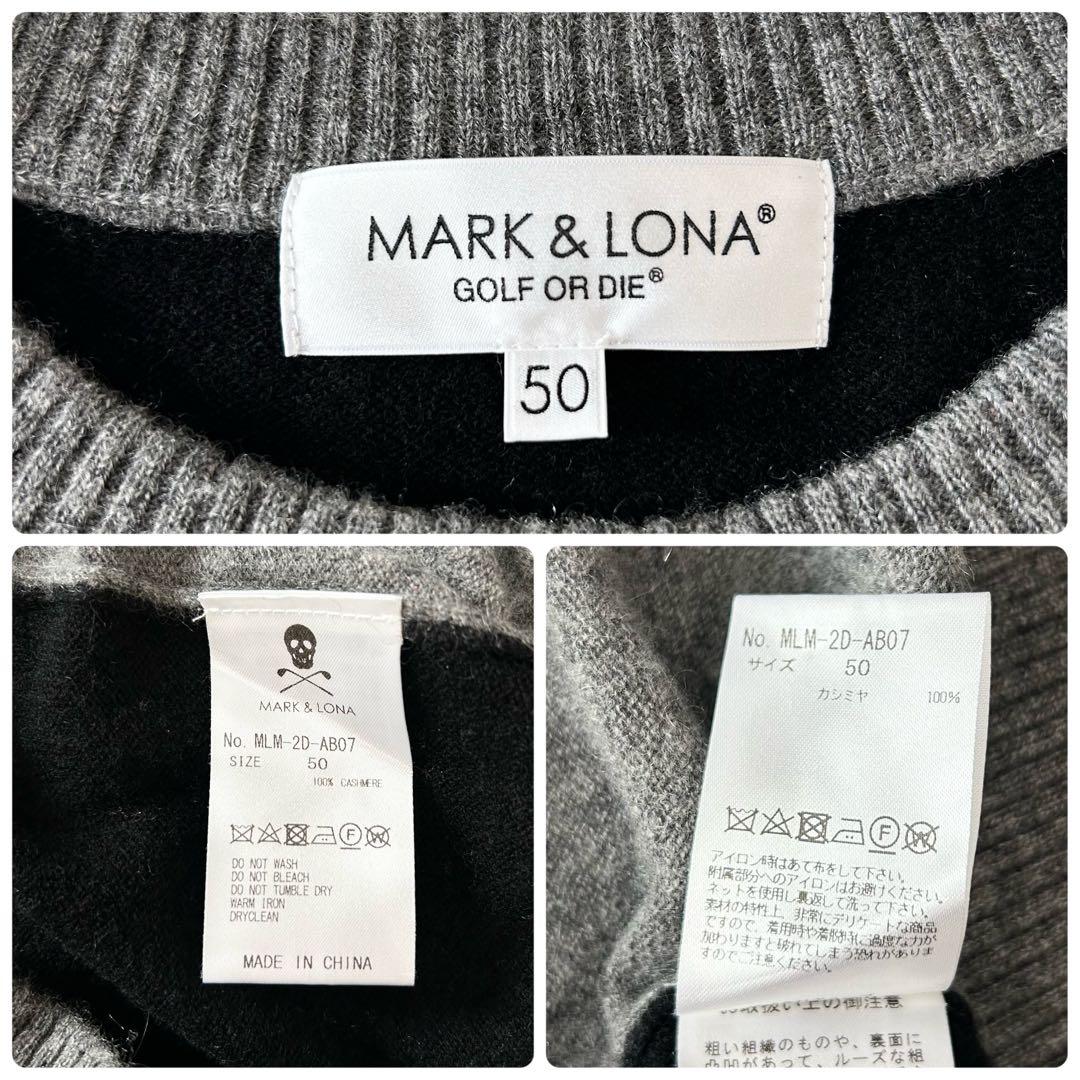 MARK & LONA®
GOLF OR DIE®
50
MARK & LONA
No. MLM-2D-AB07
SIZE 50
100% CASHMERE
F W
DO NOT WASH
DO NOT BLEACH
DO NOT TUMBLE DRY
WARM IRON
DRYCLEAN
MADE IN CHINA
No. MLM-2D-AB07
サイズ 50
カシミヤ 100%
F W
アイロン時はあて布をして下さい。
附属部分へのアイロンはお避けください。
ネットを使用し裏返して洗って下さい。
素材の特性上、非常にデリケートな商品
ですので、着用時や着脱時に過度な力が
加わりますと破れてしまう恐れがありま
すのでご注意ください。
お取扱い上の御注意
粗い組織のものや、裏面に
凸凹があって、ルーズな組